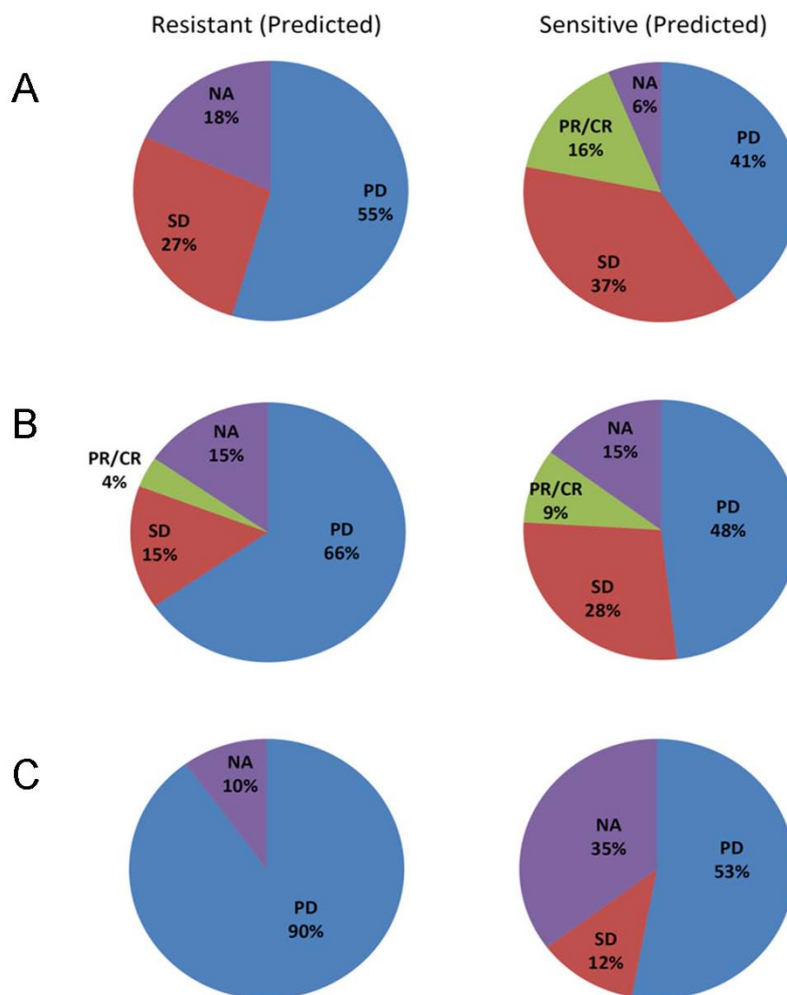 Resistant (Predicted)
Sensitive (Predicted)
A
NA
18%
PD
55%
SD
27%
NA
6%
PR/CR
16%
PD
41%
SD
37%
B
NA
15%
PR/CR
4%
SD
15%
PD
66%
NA
15%
PR/CR
9%
PD
48%
SD
28%
C
NA
10%
PD
90%
NA
35%
PD
53%
SD
12%